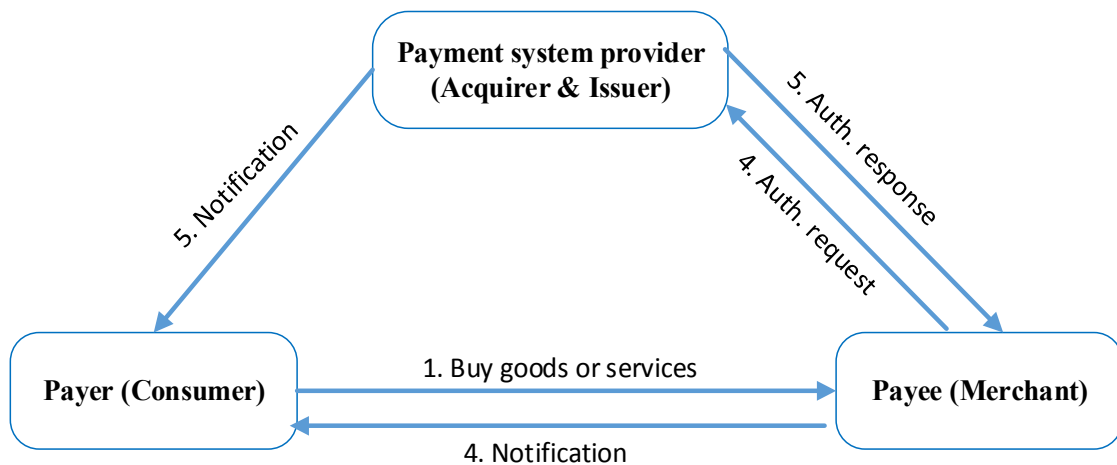 Payment system provider
(Acquirer & Issuer)
5. Notification
5. Auth. response
4. Auth. request
Payer (Consumer)
1. Buy goods or services
Payee (Merchant)
4. Notification